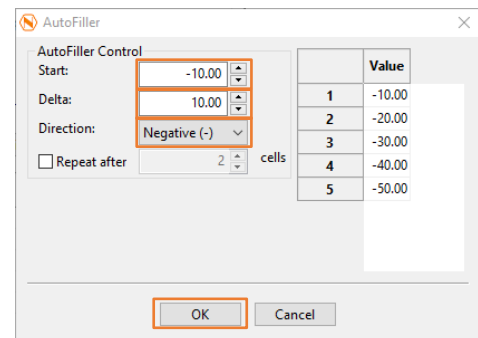 AutoFiller
AutoFiller Control
Start: -10.00
Delta: 10.00
Direction: Negative (-)
Repeat after 2 cells
Value
1 -10.00
2 -20.00
3 -30.00
4 -40.00
5 -50.00
OK Cancel